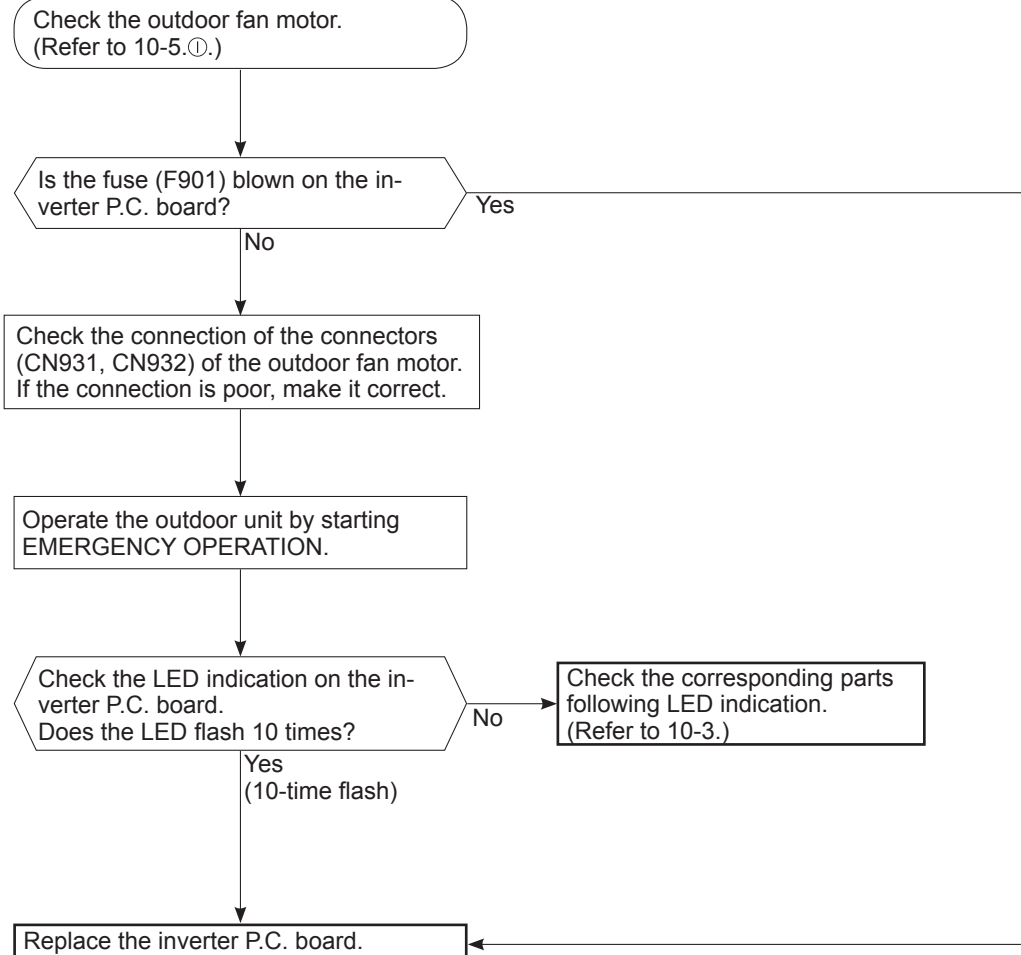 Check the outdoor fan motor.
(Refer to 10-5.Ⓘ.)
Is the fuse (F901) blown on the in-
verter P.C. board?
Yes
No
Check the connection of the connectors
(CN931, CN932) of the outdoor fan motor.
If the connection is poor, make it correct.
Operate the outdoor unit by starting
EMERGENCY OPERATION.
Check the LED indication on the in-
verter P.C. board.
Does the LED flash 10 times?
No
Check the corresponding parts
following LED indication.
(Refer to 10-3.)
Yes
(10-time flash)
Replace the inverter P.C. board.